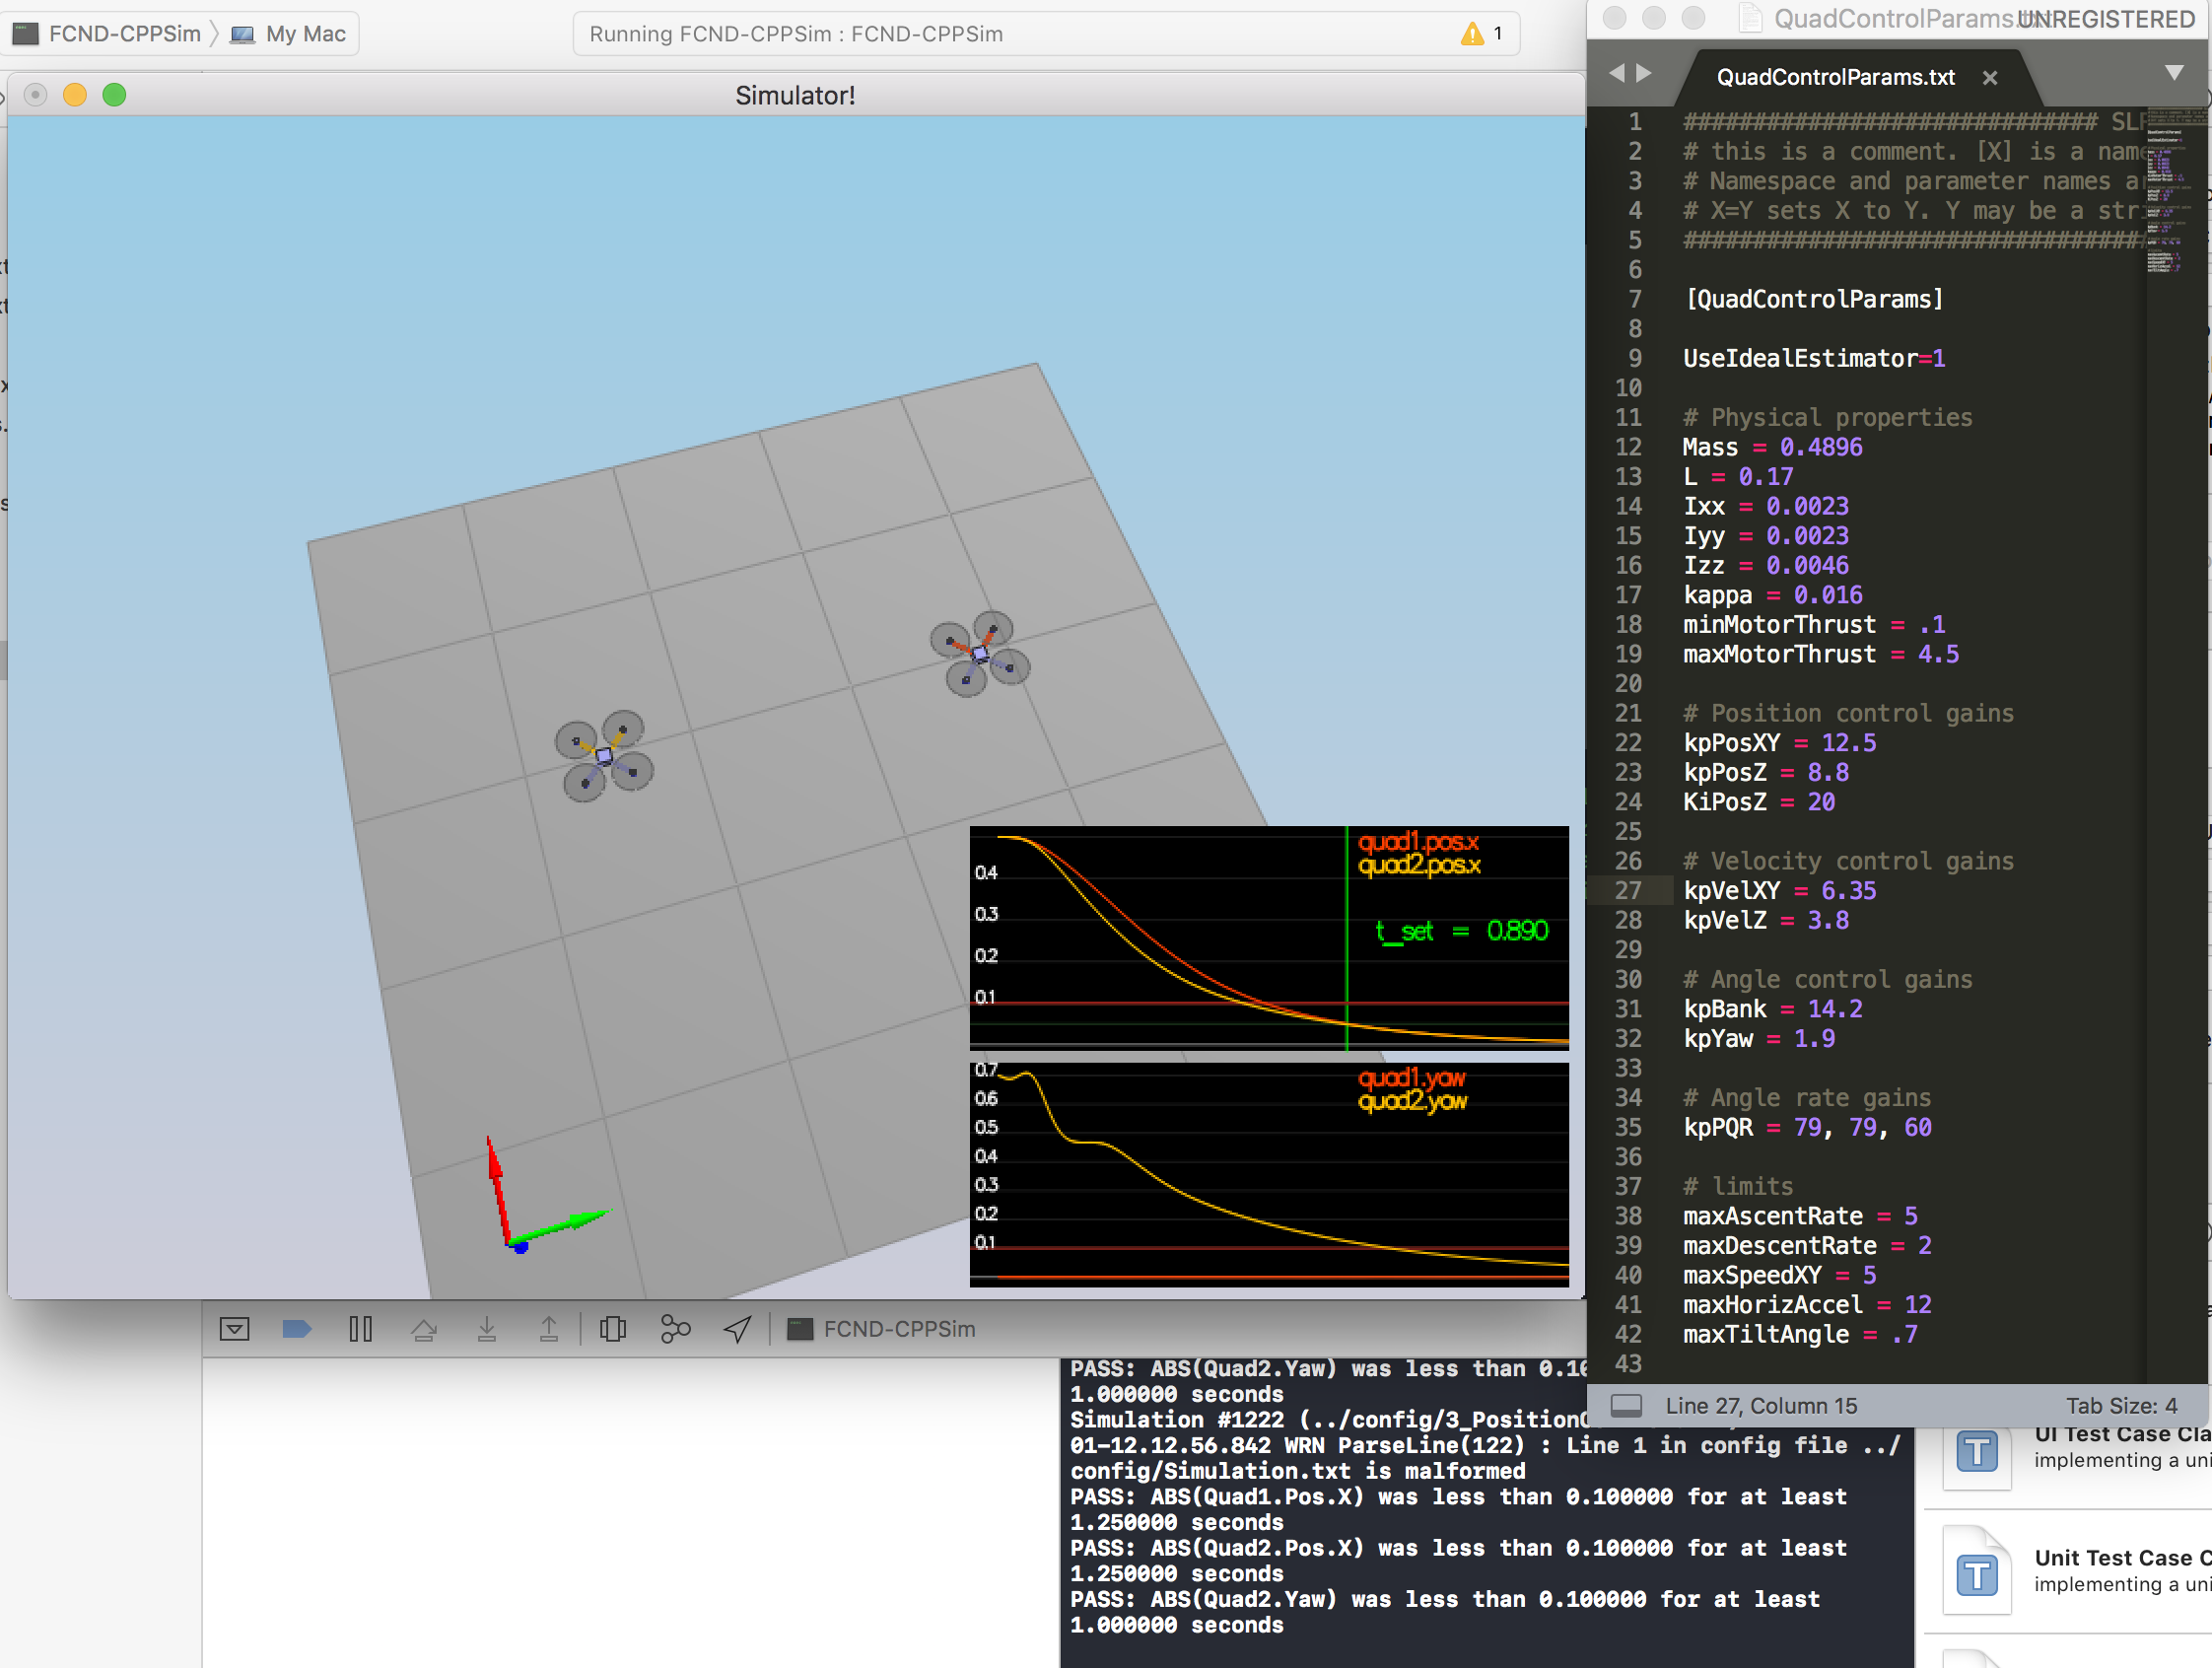 FCND-CPPSim
My Mac
Running FCND-CPPSim : FCND-CPPSim
1
Simulator!
quad1.pos.x
quad2.pos.x
t_set = 0.890
0.4
0.3
0.2
0.1
quad1.yaw
quad2.yaw
0.7
0.6
0.5
0.4
0.3
0.2
0.1
FCND-CPPSim
PASS: ABS(Quad2.Yaw) was less than 0.10
1.000000 seconds
Simulation #1222 (../config/3_Position
01-12.12.56.842 WRN ParseLine(122) : Line 1 in config file ../
config/Simulation.txt is malformed
PASS: ABS(Quad1.Pos.X) was less than 0.100000 for at least
1.250000 seconds
PASS: ABS(Quad2.Pos.X) was less than 0.100000 for at least
1.250000 seconds
PASS: ABS(Quad2.Yaw) was less than 0.100000 for at least
1.000000 seconds
QuadControlParams.txt
UNREGISTERED
QuadControlParams.txt
1 ############################## SL
2 # this is a comment. [X] is a nam
3 # Namespace and parameter names a
4 # X=Y sets X to Y. Y may be a str
5 #################################
6
7 [QuadControlParams]
8
9 UseIdealEstimator=1
10
11 # Physical properties
12 Mass = 0.4896
13 L = 0.17
14 Ixx = 0.0023
15 Iyy = 0.0023
16 Izz = 0.0046
17 kappa = 0.016
18 minMotorThrust = .1
19 maxMotorThrust = 4.5
20
21 # Position control gains
22 kpPosXY = 12.5
23 kpPosZ = 8.8
24 KiPosZ = 20
25
26 # Velocity control gains
27 kpVelXY = 6.35
28 kpVelZ = 3.8
29
30 # Angle control gains
31 kpBank = 14.2
32 kpYaw = 1.9
33
34 # Angle rate gains
35 kpPQR = 79, 79, 60
36
37 # limits
38 maxAscentRate = 5
39 maxDescentRate = 2
40 maxSpeedXY = 5
41 maxHorizAccel = 12
42 maxTiltAngle = .7
43
Line 27, Column 15
Tab Size: 4
UI Test Case Cla
implementing a uni
Unit Test Case C
implementing a uni